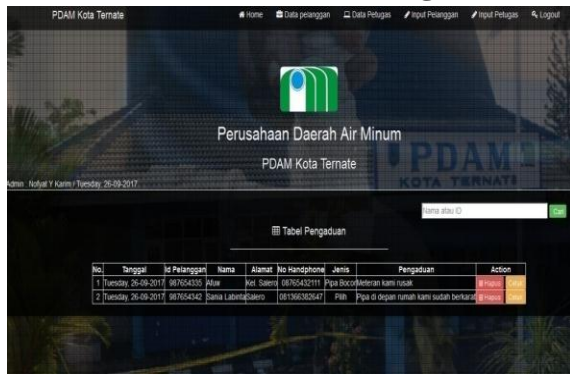 PDAM Kota Ternate Home Data pelanggan Data Petugas Input Pelanggan Input Petugas Logout
Perusahaan Daerah Air Minum
PDAM Kota Ternate
PDAM
KOTA TERNATE
Admin : Nofyat Y Karim / Tuesday, 26-09-2017
Nama atau ID Cari
Tabel Pengaduan
No. Tanggal Id Pelanggan Nama Alamat No Handphone Jenis Pengaduan Action
1 Tuesday, 26-09-2017 987654335 Kel. Salero 08765432111 Pipa Bocor Meteran kami rusak Hapus
2 Tuesday, 26-09-2017 987654342 Sania Labinta Salero 081366382647 Pilih Pipa di depan rumah kami sudah berkarat Hapus